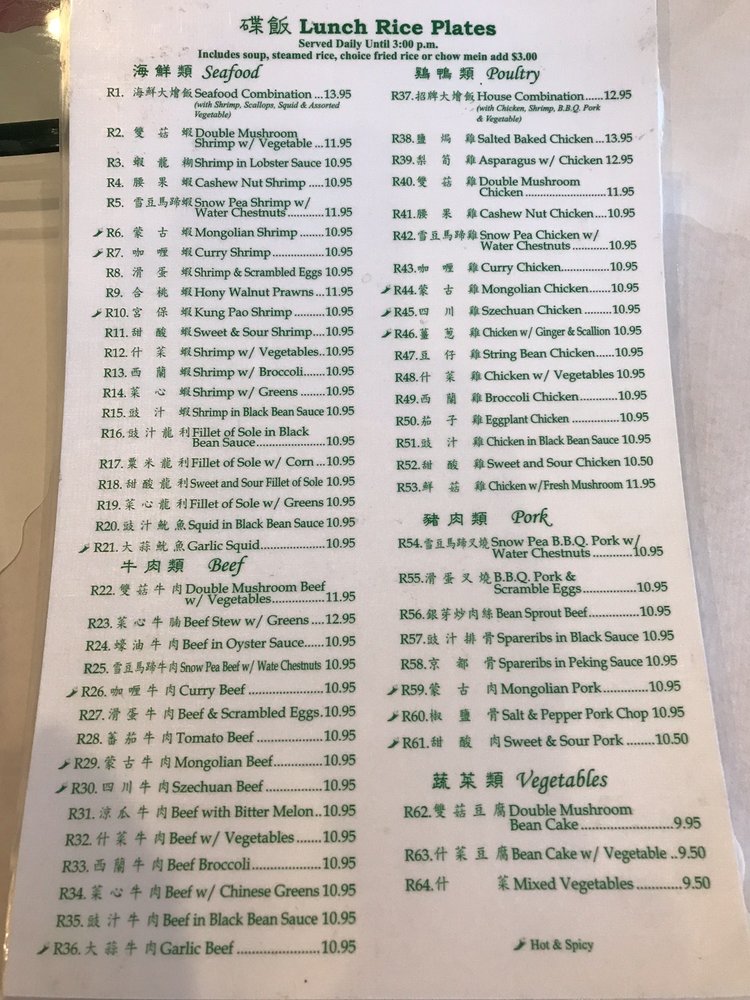 碟飯 Lunch Rice Plates
Served Daily Until 3:00 p.m.
Includes soup, steamed rice, choice fried rice or chow mein add $3.00
海鮮類 Seafood
R1. 海鮮大燴飯 Seafood Combination ...13.95
(with Shrimp, Scallops, Squid & Assorted
Vegetable)
R2. 雙菇蝦 Double Mushroom
Shrimp w/ Vegetable ...11.95
R3. 蝦龍糊 Shrimp in Lobster Sauce 10.95
R4. 腰果蝦 Cashew Nut Shrimp .....10.95
R5. 雪豆馬蹄蝦 Snow Pea Shrimp w/
Water Chestnuts...............11.95
R6. 蒙古蝦 Mongolian Shrimp .......10.95
R7. 咖喱蝦 Curry Shrimp..............10.95
R8. 滑蛋蝦 Shrimp & Scrambled Eggs 10.95
R9. 合桃蝦 Hony Walnut Prawns ...11.95
R10. 宮保蝦 Kung Pao Shrimp ........10.95
R11. 甜酸蝦 Sweet & Sour Shrimp....10.95
R12. 什菜蝦 Shrimp w/ Vegetables..10.95
R13. 西蘭蝦 Shrimp w/ Broccoli.......10.95
R14. 菜心蝦 Shrimp w/ Greens .......10.95
R15. 豉汁蝦 Shrimp in Black Bean Sauce 10.95
R16. 豉汁龍利 Fillet of Sole in Black
Bean Sauce......................10.95
R17. 粟米龍利 Fillet of Sole w/ Corn ...10.95
R18. 甜酸龍利 Sweet and Sour Fillet of Sole 10.95
R19. 菜心龍利 Fillet of Sole w/ Greens 10.95
R20. 豉汁魷魚 Squid in Black Bean Sauce 10.95
R21. 大蒜魷魚 Garlic Squid....................10.95
牛肉類 Beef
R22. 雙菇牛肉 Double Mushroom Beef
w/ Vegetables..................11.95
R23. 菜心牛腩 Beef Stew w/ Greens ....12.95
R24. 蠔油牛肉 Beef in Oyster Sauce......10.95
R25. 雪豆馬蹄牛肉 Snow Pea Beef w/ Wate Chestnuts 10.95
R26. 咖喱牛肉 Curry Beef ....................10.95
R27. 滑蛋牛肉 Beef & Scrambled Eggs.10.95
R28. 蕃茄牛肉 Tomato Beef ..................10.95
R29. 蒙古牛肉 Mongolian Beef.............10.95
R30. 四川牛肉 Szechuan Beef ...............10.95
R31. 涼瓜牛肉 Beef with Bitter Melon..10.95
R32. 什菜牛肉 Beef w/ Vegetables .......10.95
R33. 西蘭牛肉 Beef Broccoli..................10.95
R34. 菜心牛肉 Beef w/ Chinese Greens 10.95
R35. 豉汁牛肉 Beef in Black Bean Sauce 10.95
R36. 大蒜牛肉 Garlic Beef .....................10.95
鷄鴨類 Poultry
R37. 招牌大燴飯 House Combination ......12.95
(with Chicken, Shrimp, B.B.Q. Pork
& Vegetable)
R38. 鹽焗雞 Salted Baked Chicken ...13.95
R39. 梨筍雞 Asparagus w/ Chicken 12.95
R40. 雙菇雞 Double Mushroom
Chicken ...........................11.95
R41. 腰果雞 Cashew Nut Chicken ....10.95
R42. 雪豆馬蹄雞 Snow Pea Chicken w/
Water Chestnuts ..........10.95
R43. 咖喱雞 Curry Chicken..................10.95
R44. 蒙古雞 Mongolian Chicken.......10.95
R45. 四川雞 Szechuan Chicken .........10.95
R46. 薑葱雞 Chicken w/ Ginger & Scallion 10.95
R47. 豆仔雞 String Bean Chicken......10.95
R48. 什菜雞 Chicken w/ Vegetables 10.95
R49. 西蘭雞 Broccoli Chicken............10.95
R50. 茄子雞 Eggplant Chicken ...............10.95
R51. 豉汁雞 Chicken in Black Bean Sauce 10.95
R52. 甜酸雞 Sweet and Sour Chicken 10.50
R53. 鮮菇雞 Chicken w/Fresh Mushroom 11.95
豬肉類 Pork
R54. 雪豆馬蹄叉燒 Snow Pea B.B.Q. Pork w/
Water Chestnuts ............10.95
R55. 滑蛋叉燒 B.B.Q. Pork &
Scramble Eggs.................10.95
R56. 銀芽炒肉絲 Bean Sprout Beef...............10.95
R57. 豉汁排骨 Spareribs in Black Sauce 10.95
R58. 京都骨 Spareribs in Peking Sauce 10.95
R59. 蒙古肉 Mongolian Pork............10.95
R60. 椒鹽骨 Salt & Pepper Pork Chop 10.95
R61. 甜酸肉 Sweet & Sour Pork ........10.50
蔬菜類 Vegetables
R62. 雙菇豆腐 Double Mushroom
Bean Cake..........................9.95
R63. 什菜豆腐 Bean Cake w/ Vegetable ..9.50
R64. 什菜 Mixed Vegetables ............9.50
Hot & Spicy